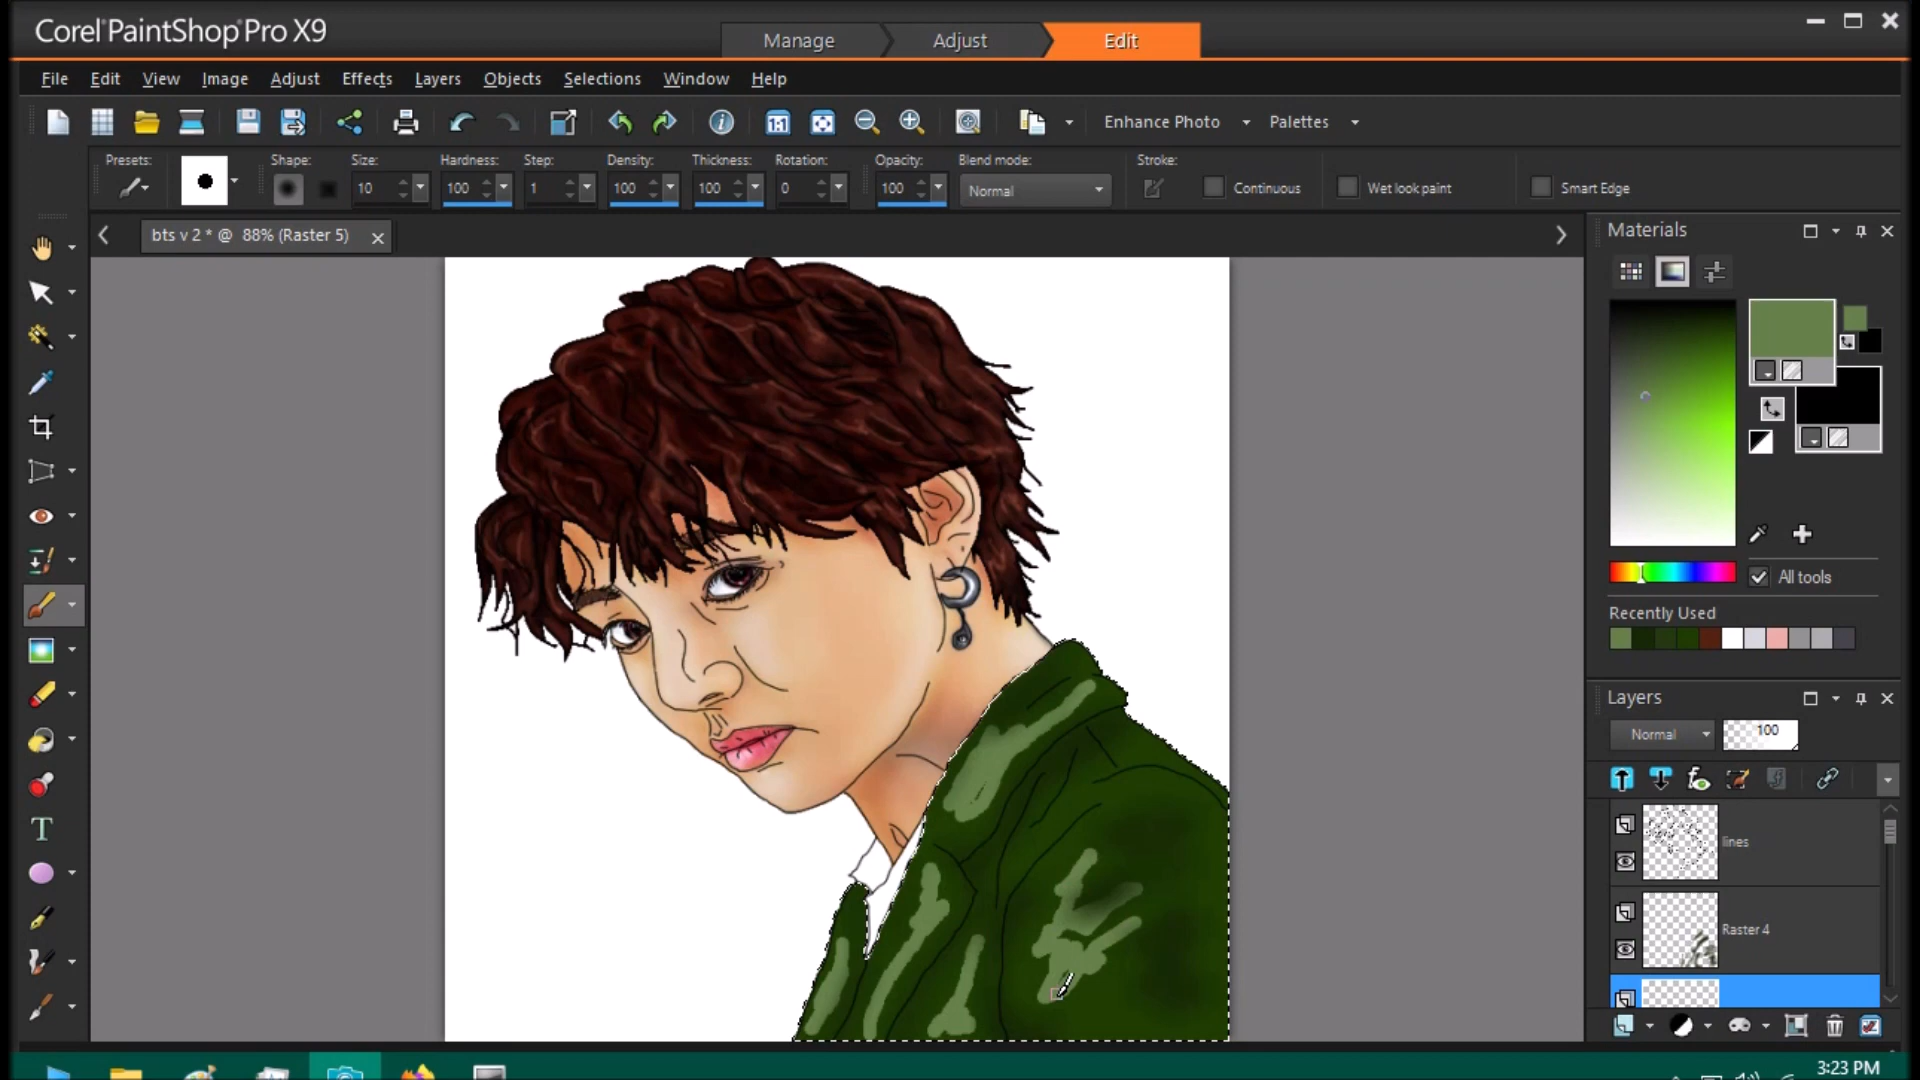 Corel PaintShop Pro X9
Manage Adjust Edit
File Edit View Image Adjust Effects Layers Objects Selections Window Help
1:1 Enhance Photo Palettes
Presets: Shape: Size: Hardness: Step: Density: Thickness: Rotation: Opacity: Blend mode: Stroke:
10 100 1 100 100 0 100 Normal Continuous Wet look paint Smart Edge
bts v 2 * @ 88% (Raster 5)
Materials
All tools
Recently Used
Layers
Normal 100
lines
Raster 4
T
3:23 PM